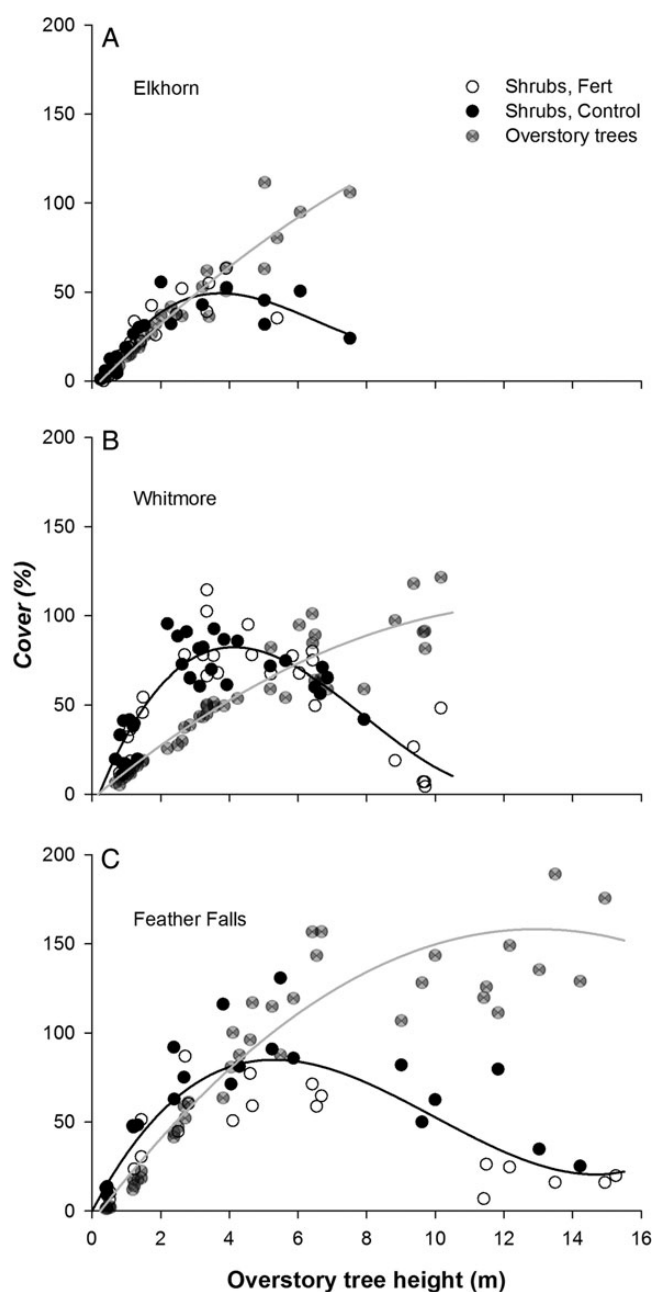 A
Elkhorn
Shrubs, Fert
Shrubs, Control
Overstory trees
200
150
100
50
0
B
Whitmore
200
150
100
50
0
Cover (%)
C
Feather Falls
200
150
100
50
0
0 2 4 6 8 10 12 14 16
Overstory tree height (m)